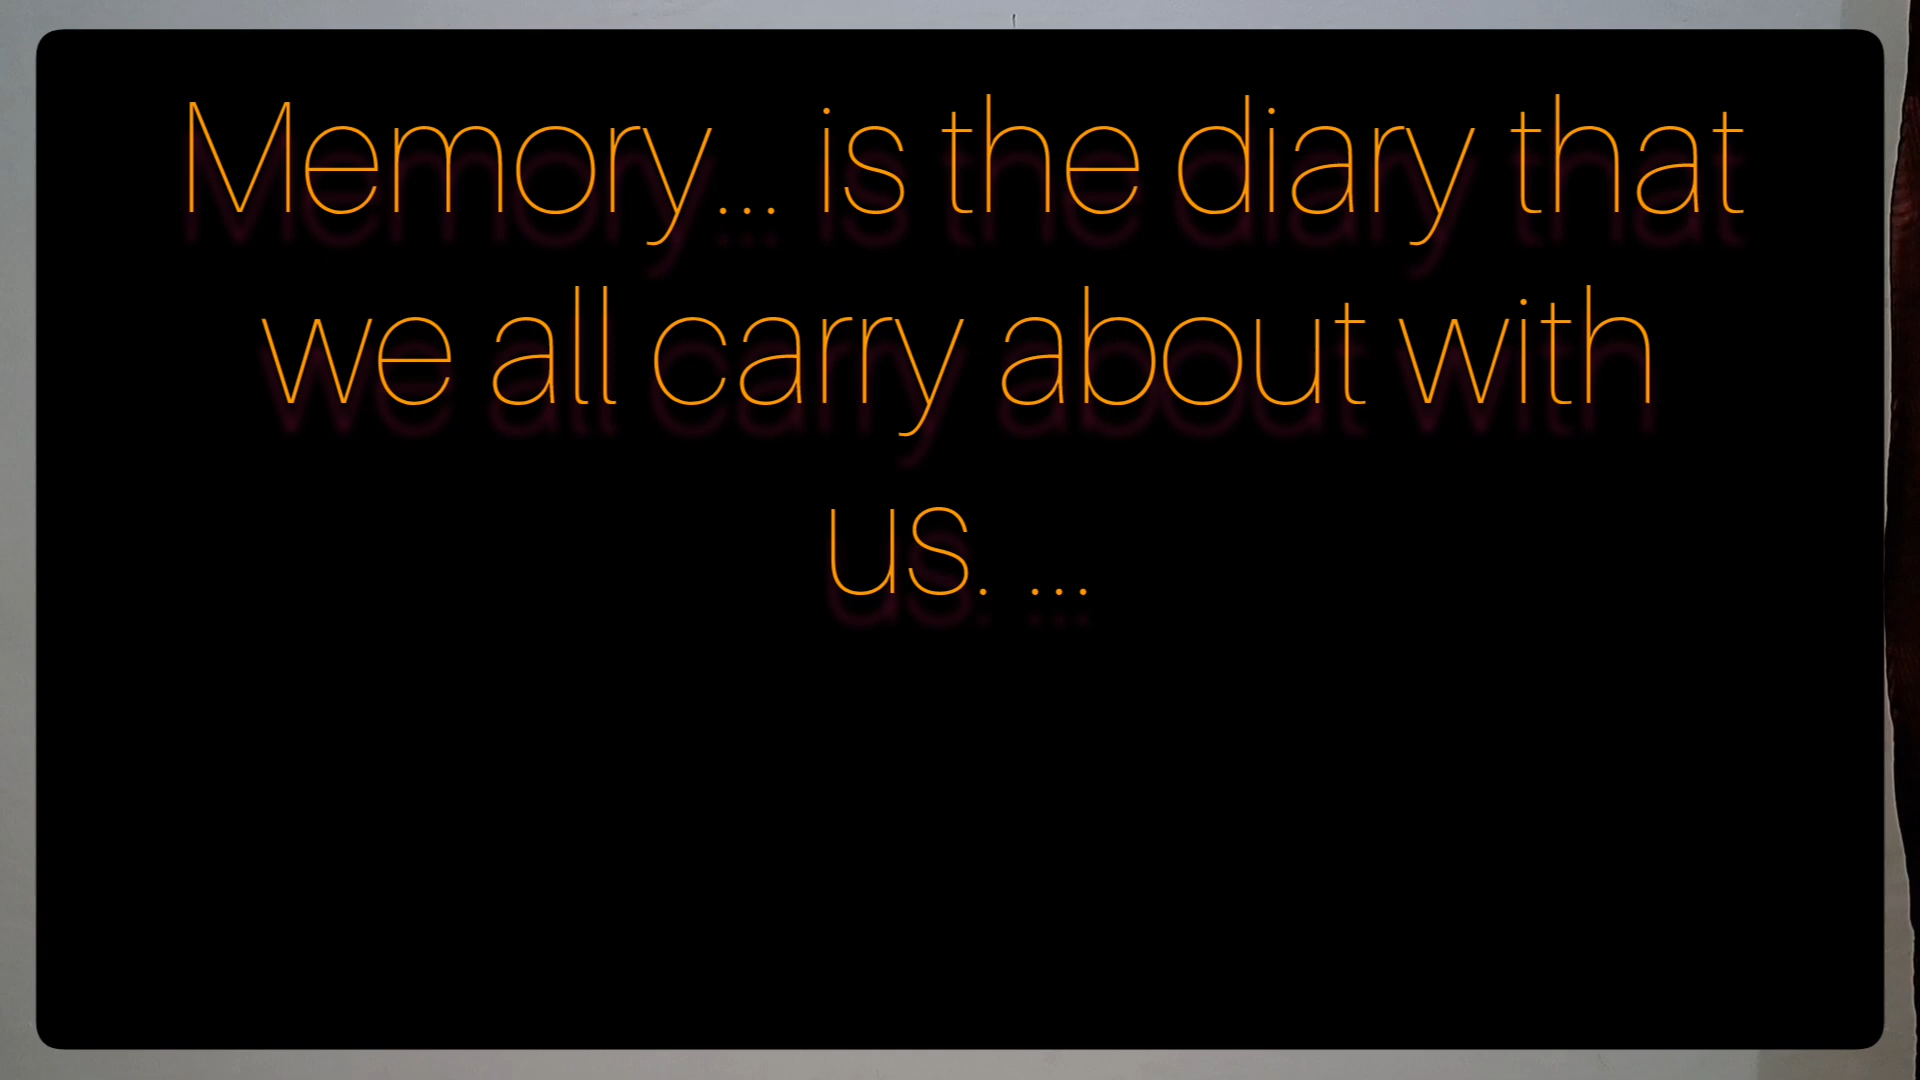 Memory... is the diary that
we all carry about with
us. ...